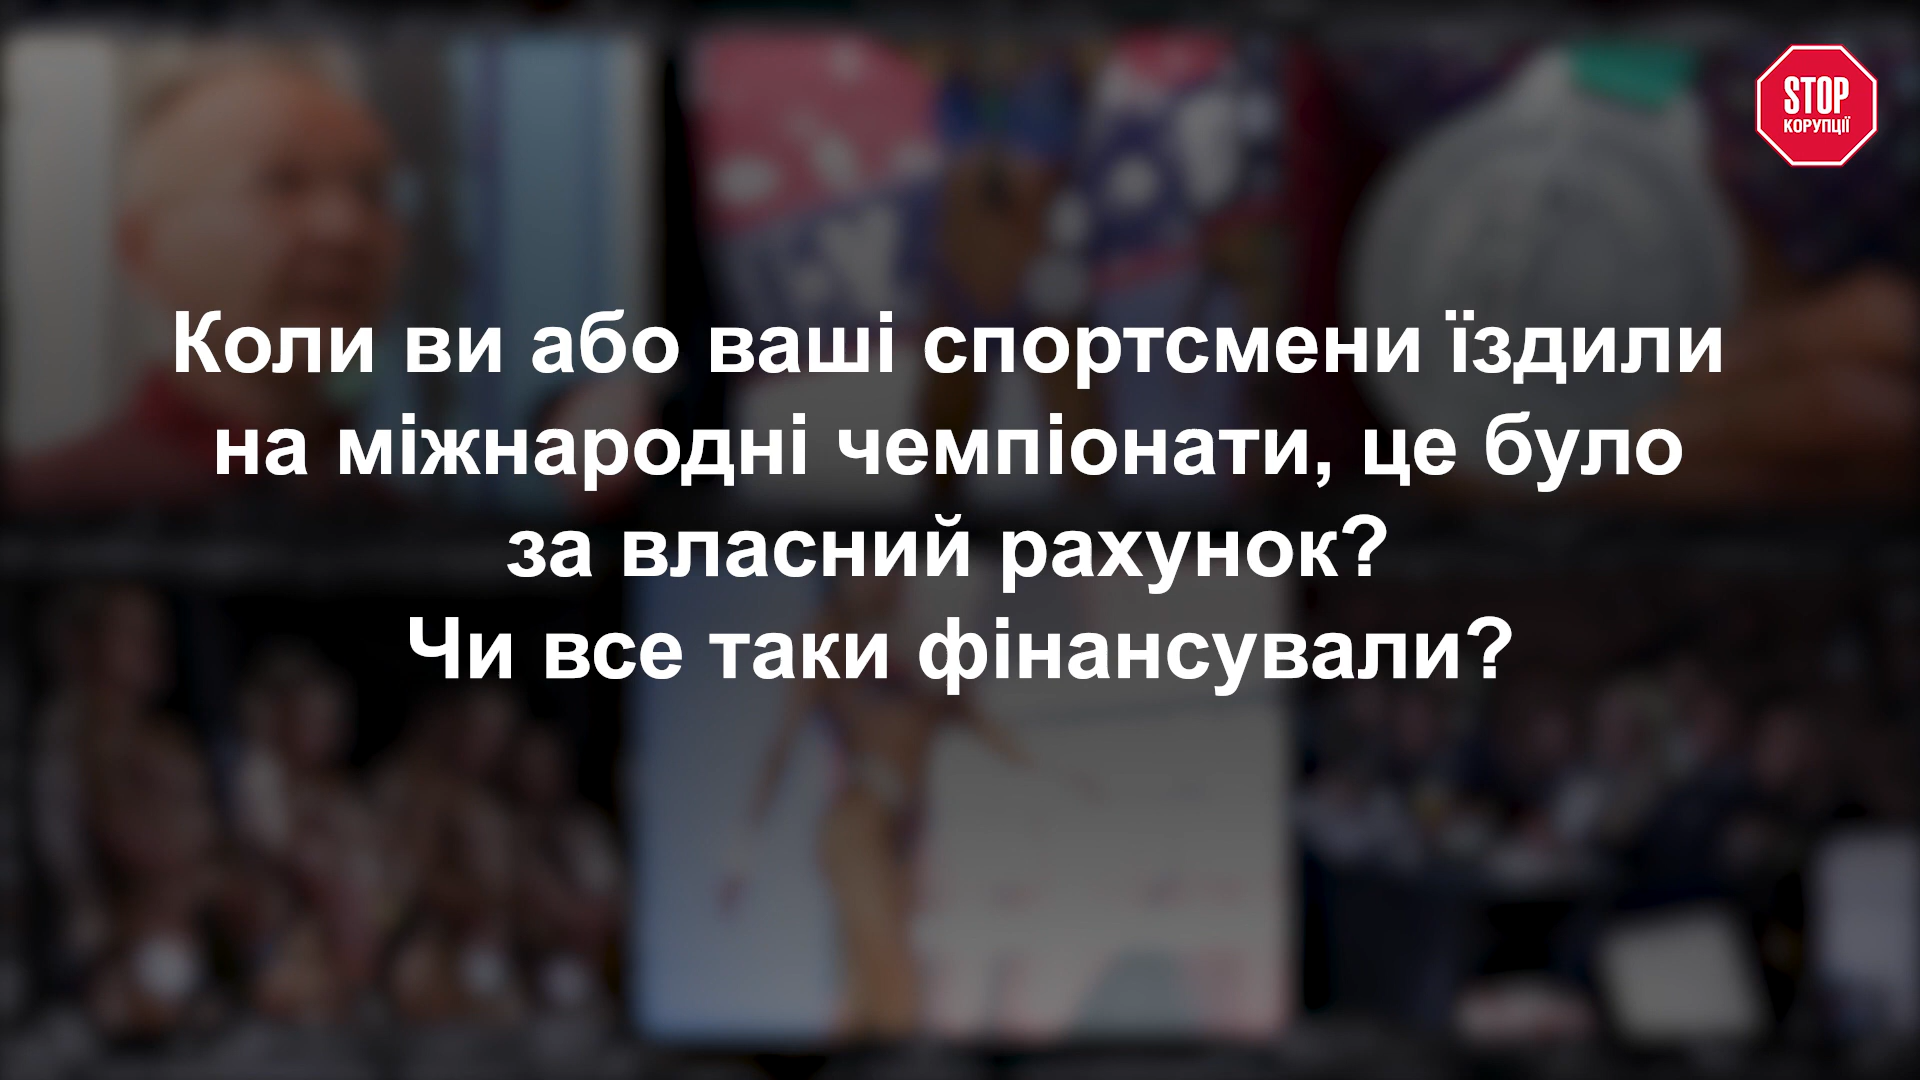 STOP
КОРУПЦІЇ
Коли ви або ваші спортсмени їздили
на міжнародні чемпіонати, це було
за власний рахунок?
Чи все таки фінансували?